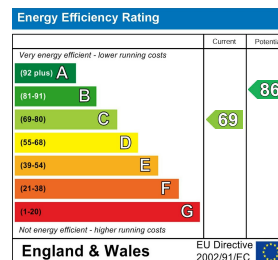 Energy Efficiency Rating
Current
Very energy efficient - lower running costs
(92 plus) A
(81-91) B
86
(69-80) C
69
(55-68) D
(39-54) E
(21-38) F
(1-20) G
Not energy efficient - higher running costs
England & Wales
EU Directive
2002/91/EC